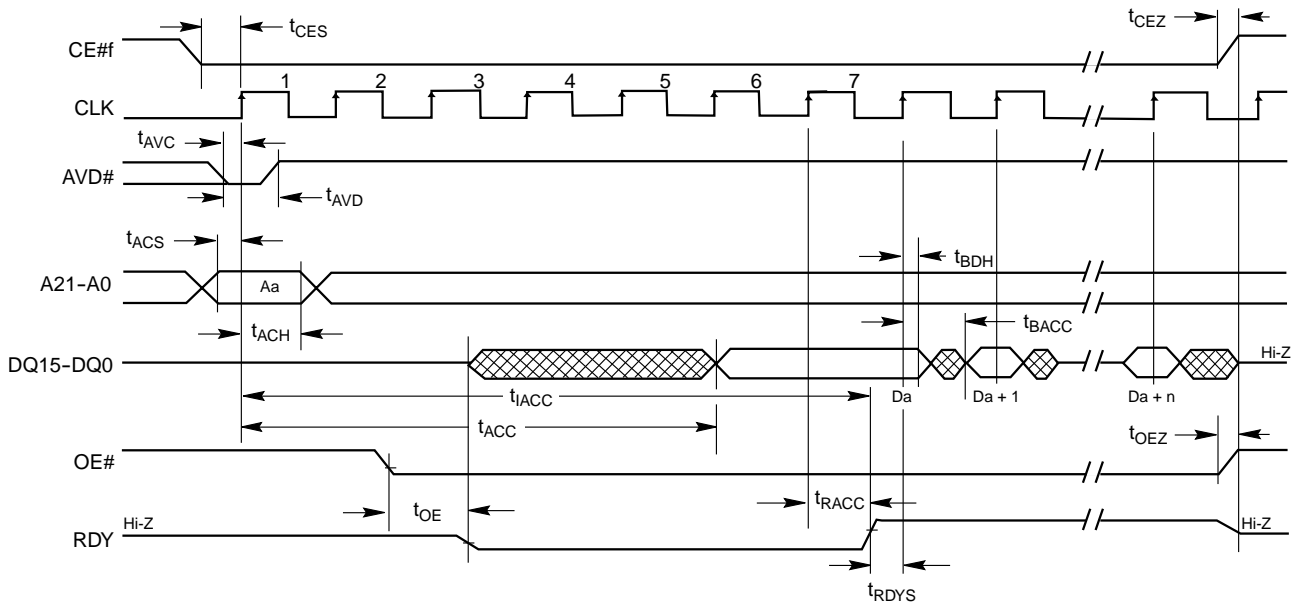 tCES
tCEZ
CE#f
1 2 3 4 5 6 7
CLK
tAVC
AVD#
tAVD
tACS
tBDH
A21-A0
Aa
tACH
tBACC
DQ15-DQ0
Hi-Z
tIACC
Da
Da + 1
Da + n
tACC
tOEZ
OE#
tRACC
tOE
Hi-Z
Hi-Z
RDY
tRDYS